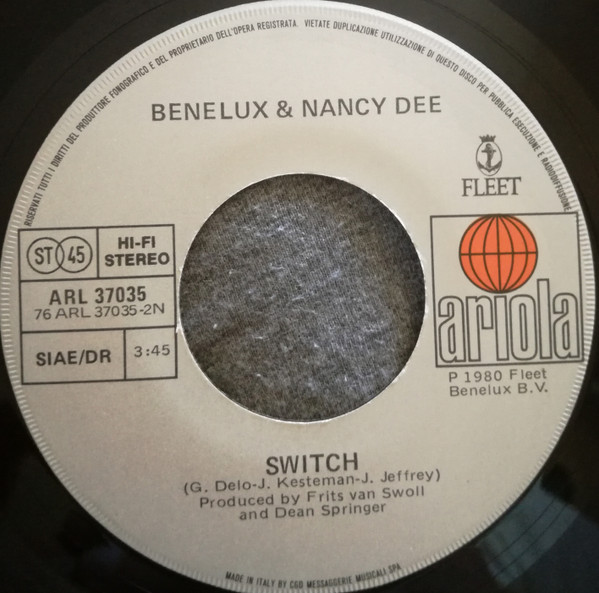 RISERVATI TUTTI I DIRITTI DEL PRODUTTORE FONOGRAFICO E DEL PROPRIETARIO DELL'OPERA REGISTRATA. VIETATE DUPLICAZIONE UTILIZZAZIONE DI QUESTO DISCO PER PUBBLICA ESECUZIONE E RADIODIFFUSIONE.
BENELUX & NANCY DEE
FLEET
ST 45
HI-FI
STEREO
ARL 37035
76 ARL 37035-2N
SIAE/DR
3:45
ariola
P 1980 Fleet
Benelux B.V.
SWITCH
(G. Delo-J. Kesteman-J. Jeffrey)
Produced by Frits van Swoll
and Dean Springer
MADE IN ITALY BY CGD MESSAGGERIE MUSICALI SPA